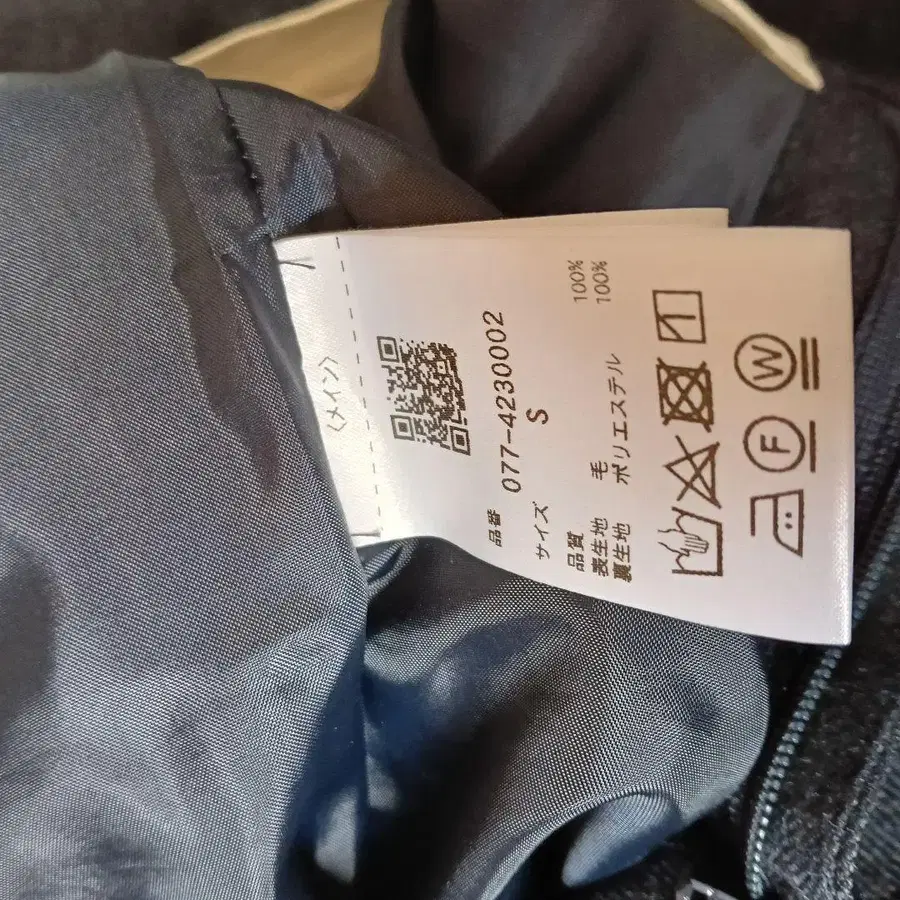 〈メイン〉
品番
077-4230002
サイズ S
品質
表生地 毛 100%
裏生地 ポリエステル 100%
W
F